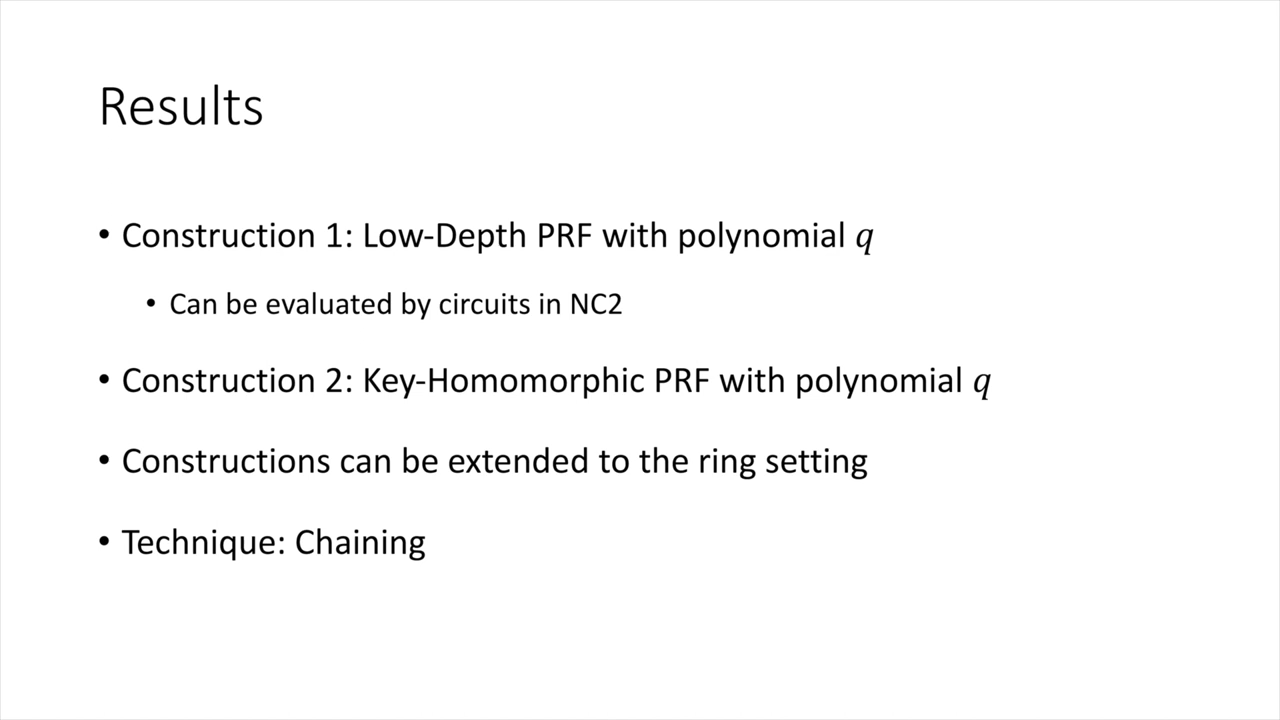 Results
• Construction 1: Low-Depth PRF with polynomial q
• Can be evaluated by circuits in NC2
• Construction 2: Key-Homomorphic PRF with polynomial q
• Constructions can be extended to the ring setting
• Technique: Chaining